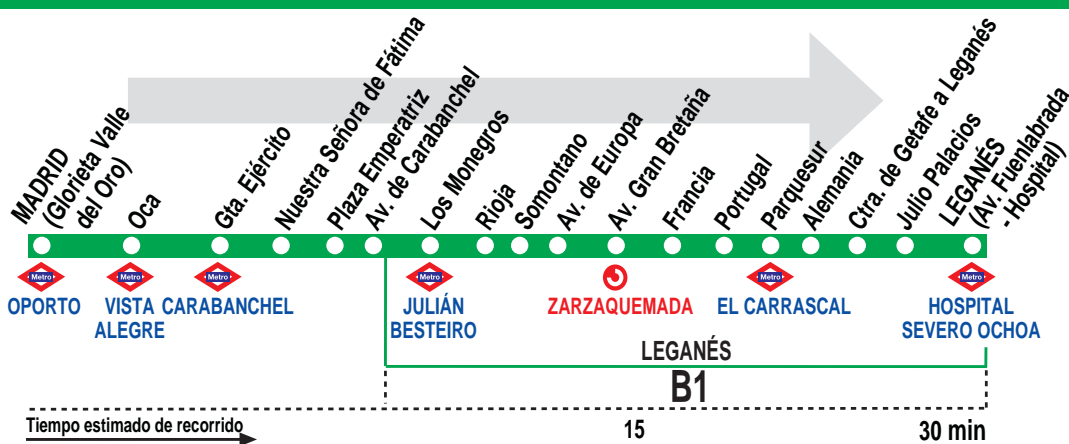 MADRID
(Glorieta Valle
del Oro)
Oca
Gta. Ejército
Nuestra Señora de Fátima
Plaza Emperatriz
Av. de Carabanchel
Los Monegros
Rioja
Somontano
Av. de Europa
Av. Gran Bretaña
Francia
Portugal
Parquesur
Alemania
Ctra. de Getafe a Leganés
Julio Palacios
LEGANÉS
(Av. Fuenlabrada
- Hospital)
Metro
Metro
Metro
Metro
Metro
Metro
OPORTO
VISTA
ALEGRE
CARABANCHEL
JULIÁN
BESTEIRO
ZARZAQUEMADA
EL CARRASCAL
HOSPITAL
SEVERO OCHOA
LEGANÉS
B1
Tiempo estimado de recorrido
15
30 min